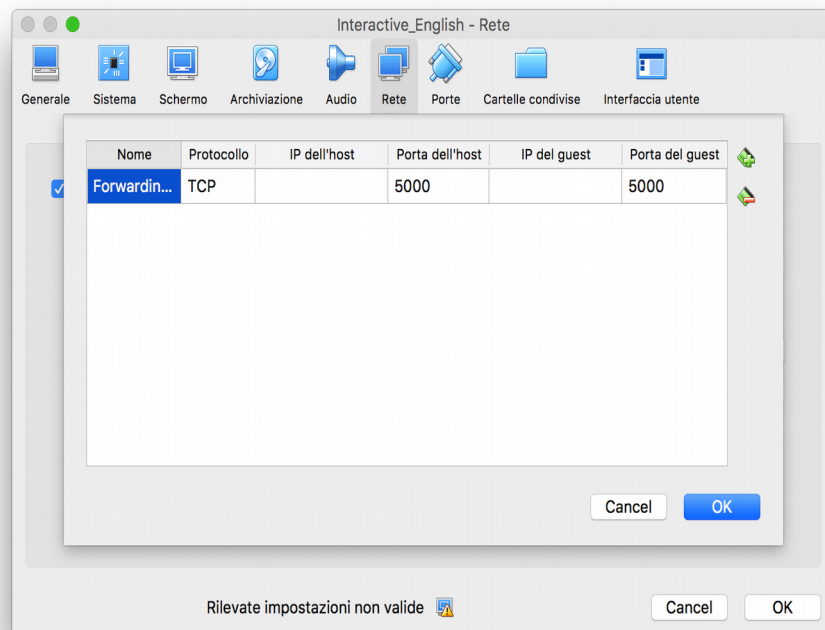 Interactive_English - Rete
Generale Sistema Schermo Archiviazione Audio Rete Porte Cartelle condivise Interfaccia utente
Nome Protocollo IP dell'host Porta dell'host IP del guest Porta del guest
Forwardin... TCP 5000 5000
Cancel OK
Rilevate impostazioni non valide Cancel OK